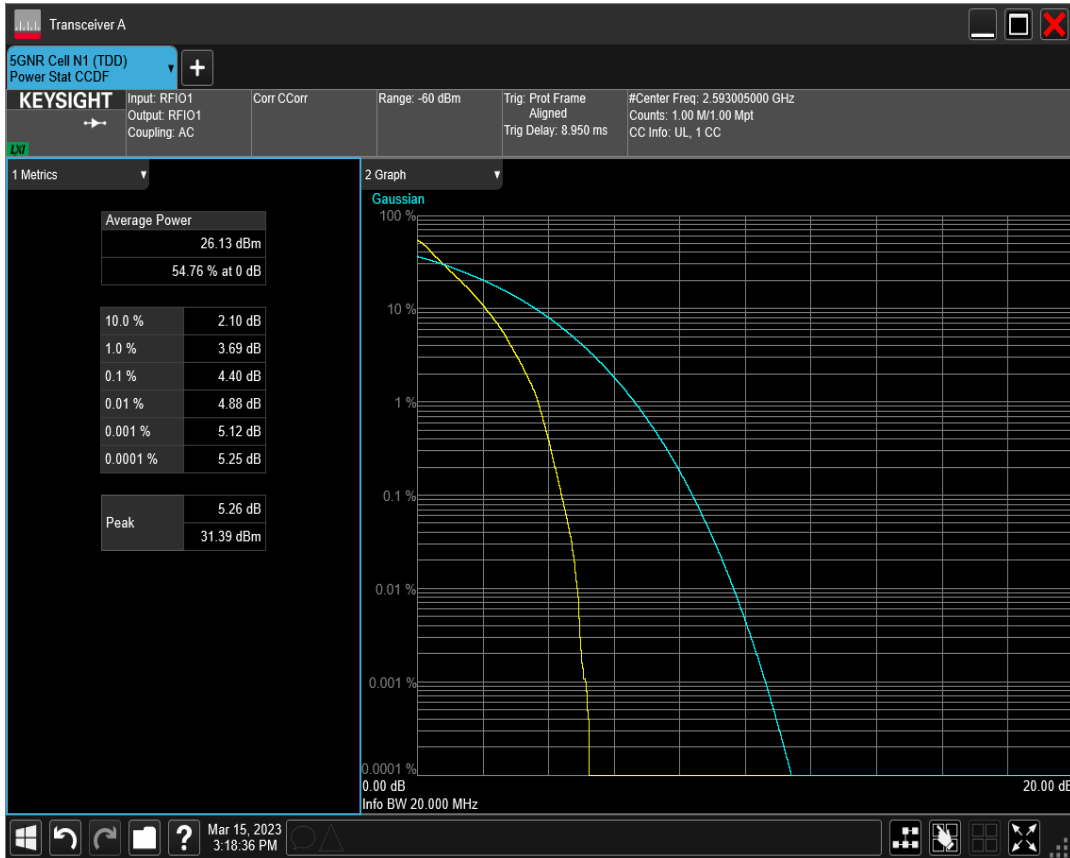 Transceiver A
5GNR Cell N1 (TDD)
Power Stat CCDF
+
KEYSIGHT
LXI
Input: RFIO1
Output: RFIO1
Coupling: AC
Corr CCorr
Range: -60 dBm
Trig: Prot Frame
Aligned
Trig Delay: 8.950 ms
#Center Freq: 2.593005000 GHz
Counts: 1.00 M/1.00 Mpt
CC Info: UL, 1 CC
1 Metrics
Average Power
26.13 dBm
54.76 % at 0 dB
10.0 % 2.10 dB
1.0 % 3.69 dB
0.1 % 4.40 dB
0.01 % 4.88 dB
0.001 % 5.12 dB
0.0001 % 5.25 dB
Peak
5.26 dB
31.39 dBm
2 Graph
Gaussian
100 %
10 %
1 %
0.1 %
0.01 %
0.001 %
0.0001 %
0.00 dB 20.00 dB
Info BW 20.000 MHz
?
Mar 15, 2023
3:18:36 PM